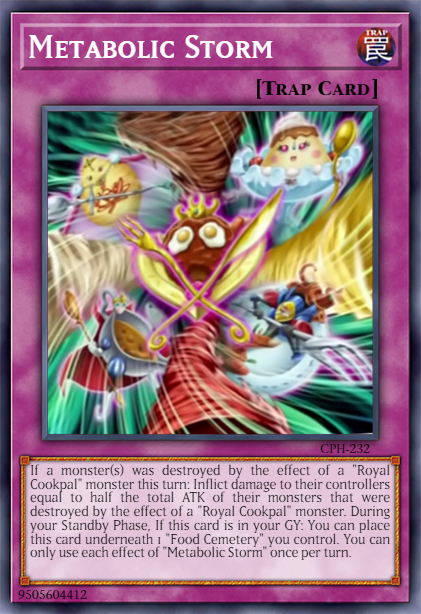 METABOLIC STORM
TRAP
罠
[TRAP CARD]
CPH-232
If a monster(s) was destroyed by the effect of a "Royal
Cookpal" monster this turn: Inflict damage to their controllers
equal to half the total ATK of their monsters that were
destroyed by the effect of a "Royal Cookpal" monster. During
your Standby Phase, If this card is in your GY: You can place
this card underneath 1 "Food Cemetery" you control. You can
only use each effect of "Metabolic Storm" once per turn.
9505604412